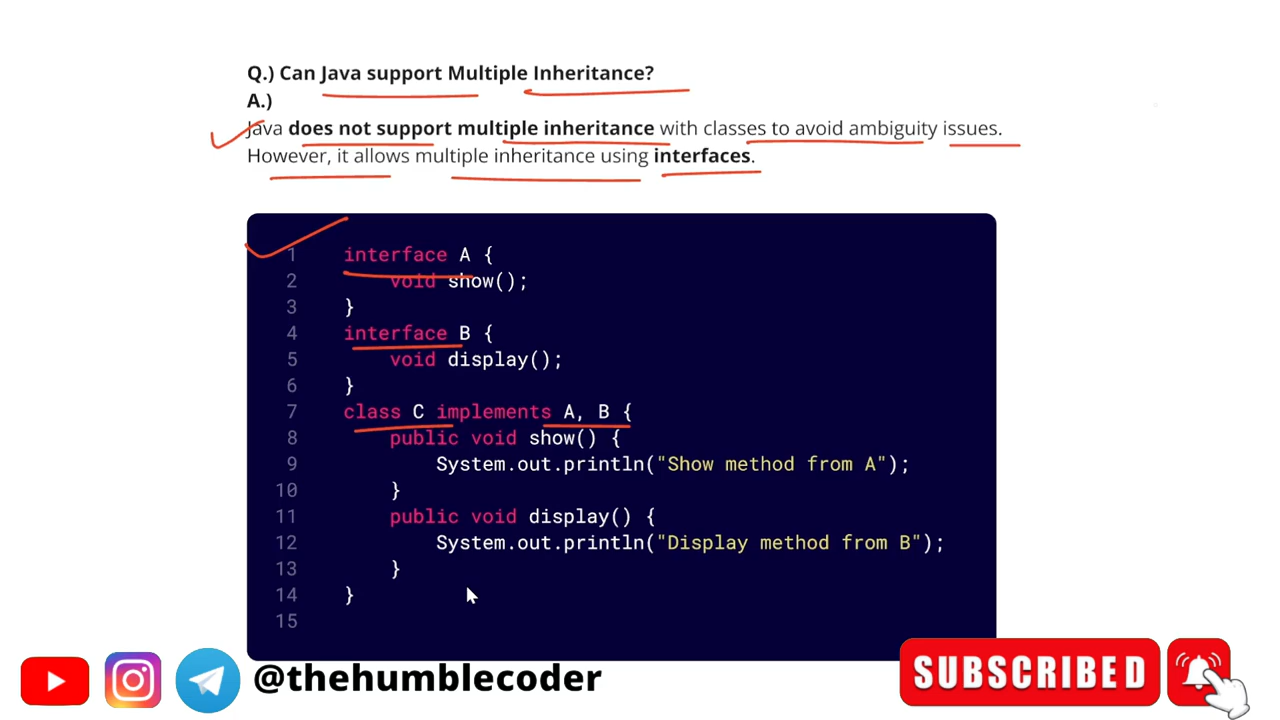 Q.) Can Java support Multiple Inheritance?
A.)
Java does not support multiple inheritance with classes to avoid ambiguity issues.
However, it allows multiple inheritance using interfaces.
1 interface A {
2     void show();
3 }
4 interface B {
5     void display();
6 }
7 class C implements A, B {
8     public void show() {
9         System.out.println("Show method from A");
10     }
11     public void display() {
12         System.out.println("Display method from B");
13     }
14 }
15
@thehumblecoder
SUBSCRIBED